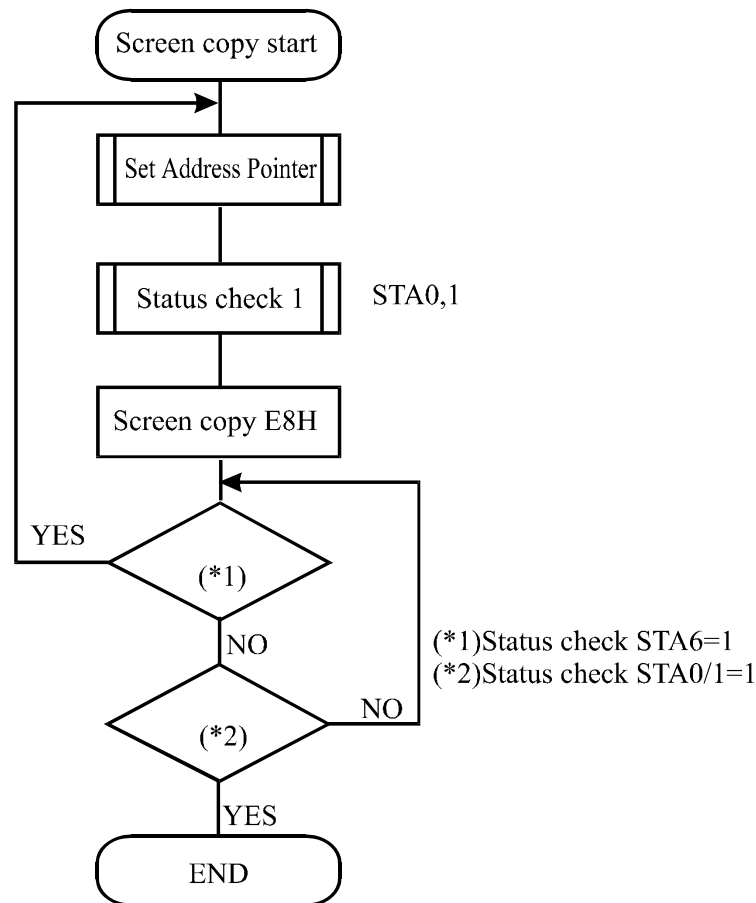 Screen copy start
Set Address Pointer
Status check 1
STA0,1
Screen copy E8H
YES
(*1)
NO
(*1)Status check STA6=1
(*2)Status check STA0/1=1
(*2)
NO
YES
END